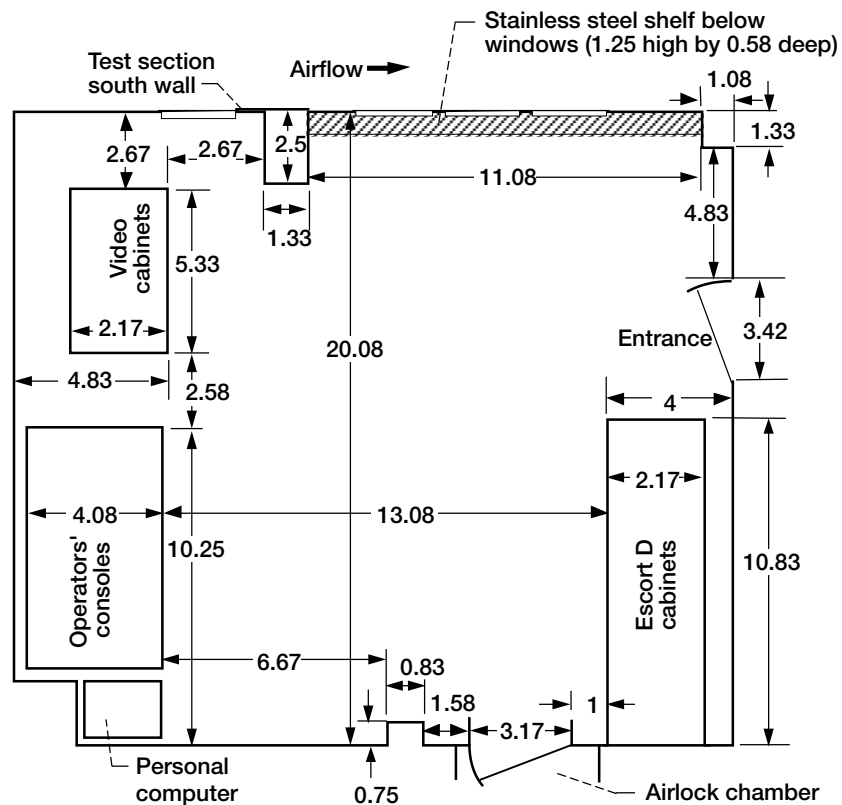 Stainless steel shelf below
windows (1.25 high by 0.58 deep)
Test section
south wall
Airflow
1.08
1.33
2.67
2.67
2.5
11.08
4.83
1.33
Video
cabinets
5.33
2.17
Entrance
3.42
20.08
4.83
2.58
4
2.17
4.08
13.08
10.25
Operators'
consoles
Escort D
cabinets
10.83
6.67
0.83
1.58
1
3.17
Personal
computer
0.75
Airlock chamber